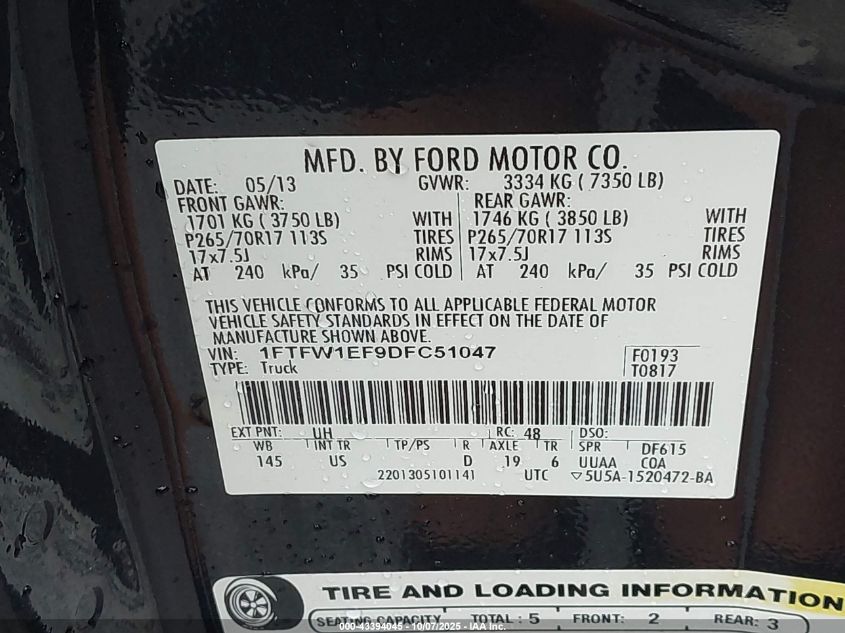 MFD. BY FORD MOTOR CO.
DATE: 05/13 GVWR: 3334 KG ( 7350 LB)
FRONT GAWR: REAR GAWR:
1701 KG ( 3750 LB) WITH 1746 KG ( 3850 LB) WITH
P265/70R17 113S TIRES P265/70R17 113S TIRES
17x7.5J RIMS 17x7.5J RIMS
AT 240 kPa/ 35 PSI COLD AT 240 kPa/ 35 PSI COLD
THIS VEHICLE CONFORMS TO ALL APPLICABLE FEDERAL MOTOR
VEHICLE SAFETY STANDARDS IN EFFECT ON THE DATE OF
MANUFACTURE SHOWN ABOVE.
VIN: 1FTFW1EF9DFC51047 F0193
TYPE: Truck T0817
EXT PNT: UH RC: 48 DSO:
WB INT TR TP/PS R AXLE TR SPR DF615
145 US D 19 6 UUAA COA
2201305101141 UTC ▽ 5U5A-1520472-BA
TIRE AND LOADING INFORMATION
SEATING CAPACITY TOTAL: 5 FRONT: 2 REAR: 3
000-43394045 - 10/07/2025 - IAA Inc.